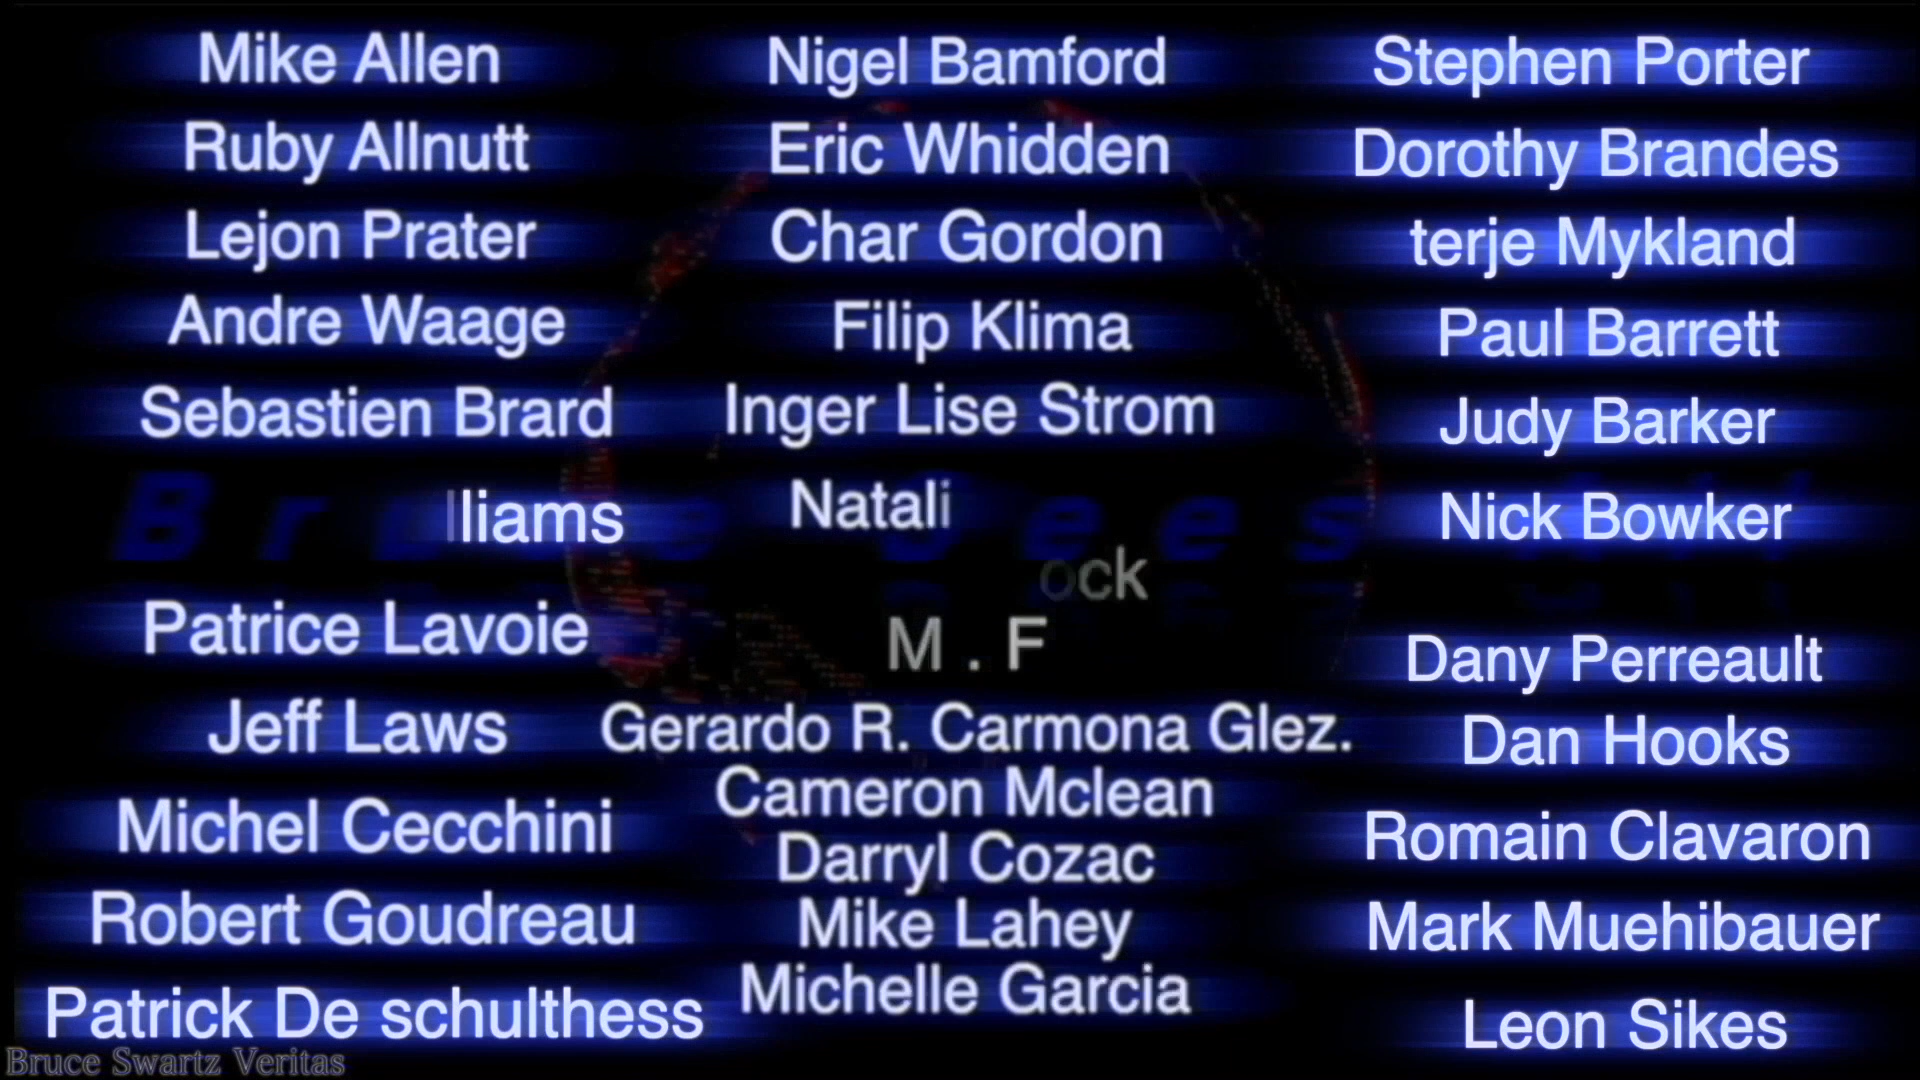 Mike Allen
Ruby Allnutt
Lejon Prater
Andre Waage
Sebastien Brard
lliams
Patrice Lavoie
Jeff Laws
Michel Cecchini
Robert Goudreau
Patrick De schulthess
Nigel Bamford
Eric Whidden
Char Gordon
Filip Klima
Inger Lise Strom
Natali
ock
M . F
Gerardo R. Carmona Glez.
Cameron Mclean
Darryl Cozac
Mike Lahey
Michelle Garcia
Stephen Porter
Dorothy Brandes
terje Mykland
Paul Barrett
Judy Barker
Nick Bowker
Dany Perreault
Dan Hooks
Romain Clavaron
Mark Muehibauer
Leon Sikes
Bruce Swartz Veritas